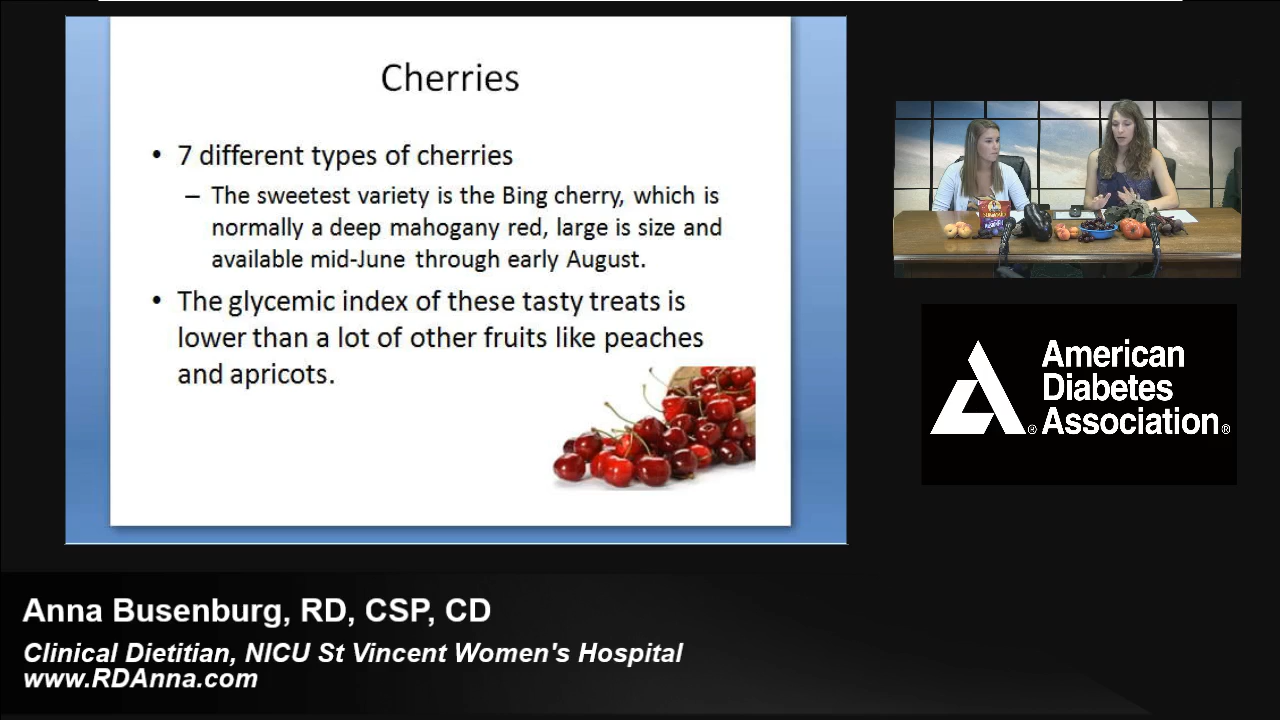 Cherries
• 7 different types of cherries
– The sweetest variety is the Bing cherry, which is
normally a deep mahogany red, large is size and
available mid-June through early August.
• The glycemic index of these tasty treats is
lower than a lot of other fruits like peaches
and apricots.
American
Diabetes
® Association®
Anna Busenburg, RD, CSP, CD
Clinical Dietitian, NICU St Vincent Women's Hospital
www.RDAnna.com